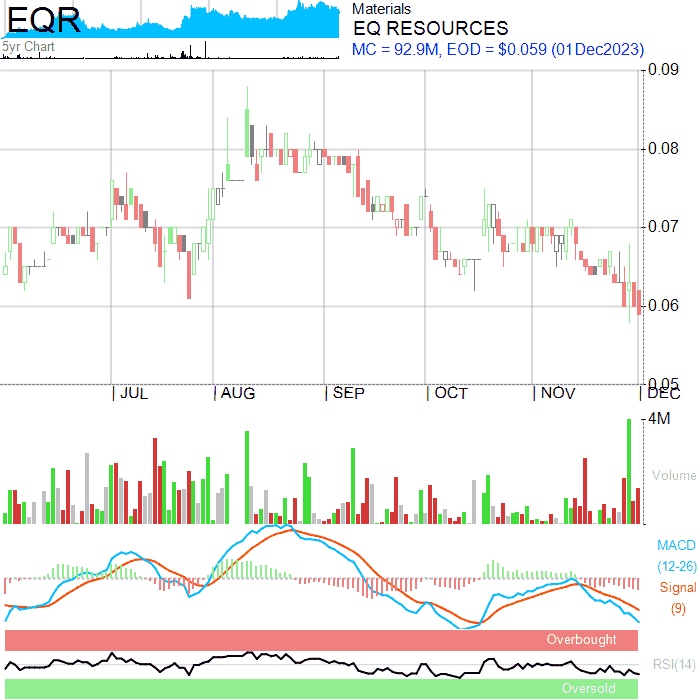 EQR
5yr Chart
Materials
EQ RESOURCES
MC = 92.9M, EOD = $0.059 (01Dec2023)
0.09
0.08
0.07
0.06
0.05
JUL
AUG
SEP
OCT
NOV
DEC
4M
Volume
MACD
(12-26)
Signal
(9)
Overbought
RSI(14)
Oversold